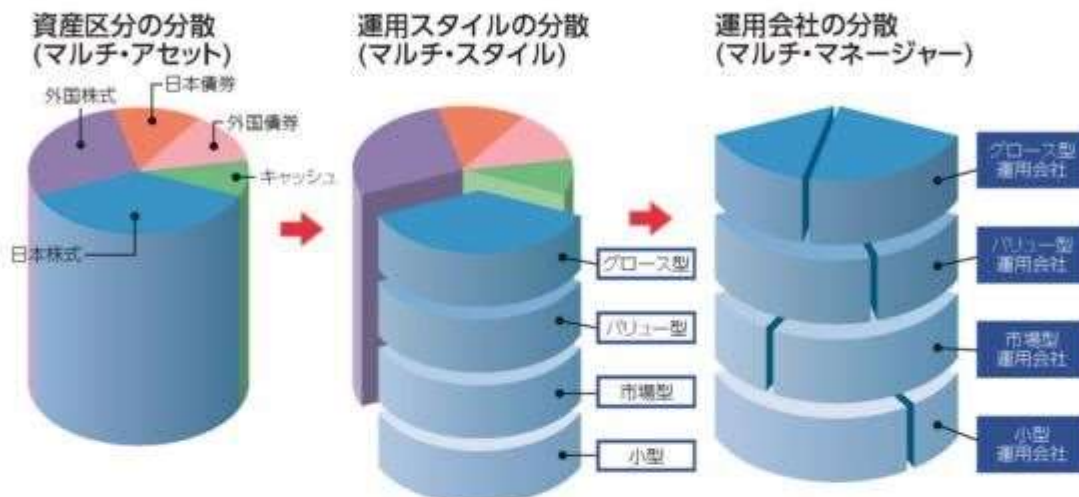 資産区分の分散
(マルチ・アセット)
外国株式
日本債券
外国債券
キャッシュ
日本株式
運用スタイルの分散
(マルチ・スタイル)
グロース型
バリュー型
市場型
小型
運用会社の分散
(マルチ・マネージャー)
グロース型
運用会社
バリュー型
運用会社
市場型
運用会社
小型
運用会社